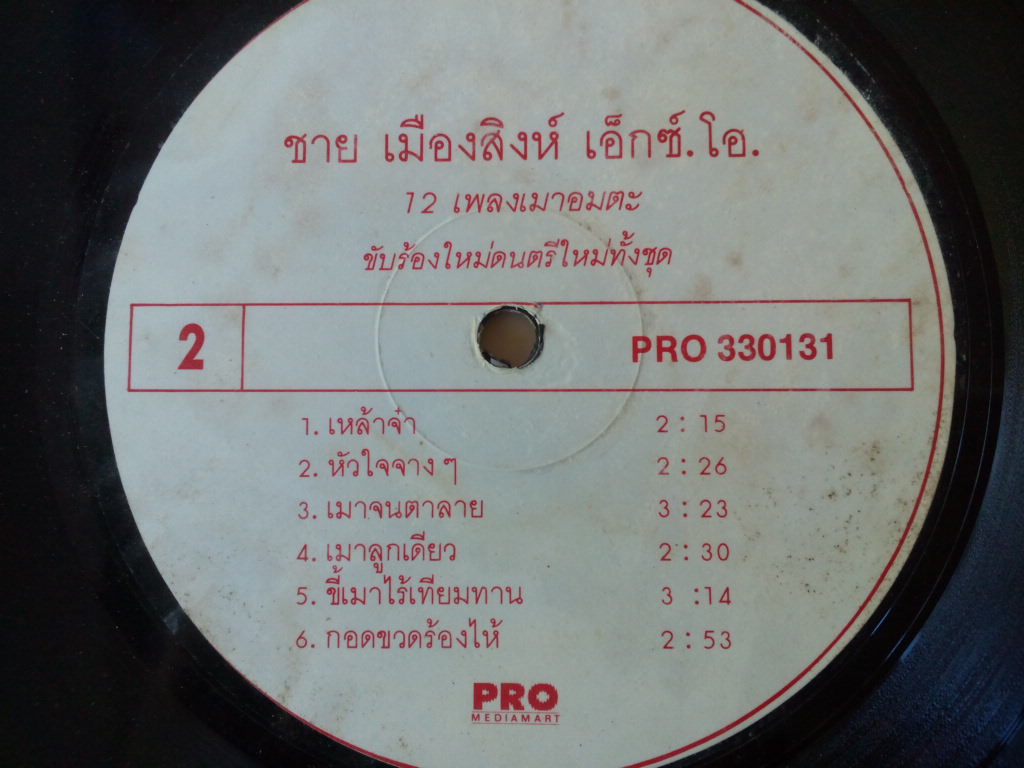 ชาย เมืองสิงห์ เอ็กซ์.โอ.
12 เพลงเมาอมตะ
ขับร้องใหม่ดนตรีใหม่ทั้งชุด
2 PRO 330131
1. เหล้าจ๋า 2 : 15
2. หัวใจจาง ๆ 2 : 26
3. เมาจนตาลาย 3 : 23
4. เมาลูกเดียว 2 : 30
5. ขี้เมาไร้เทียมทาน 3 :14
6. กอดขวดร้องไห้ 2 : 53
PRO
MEDIAMART